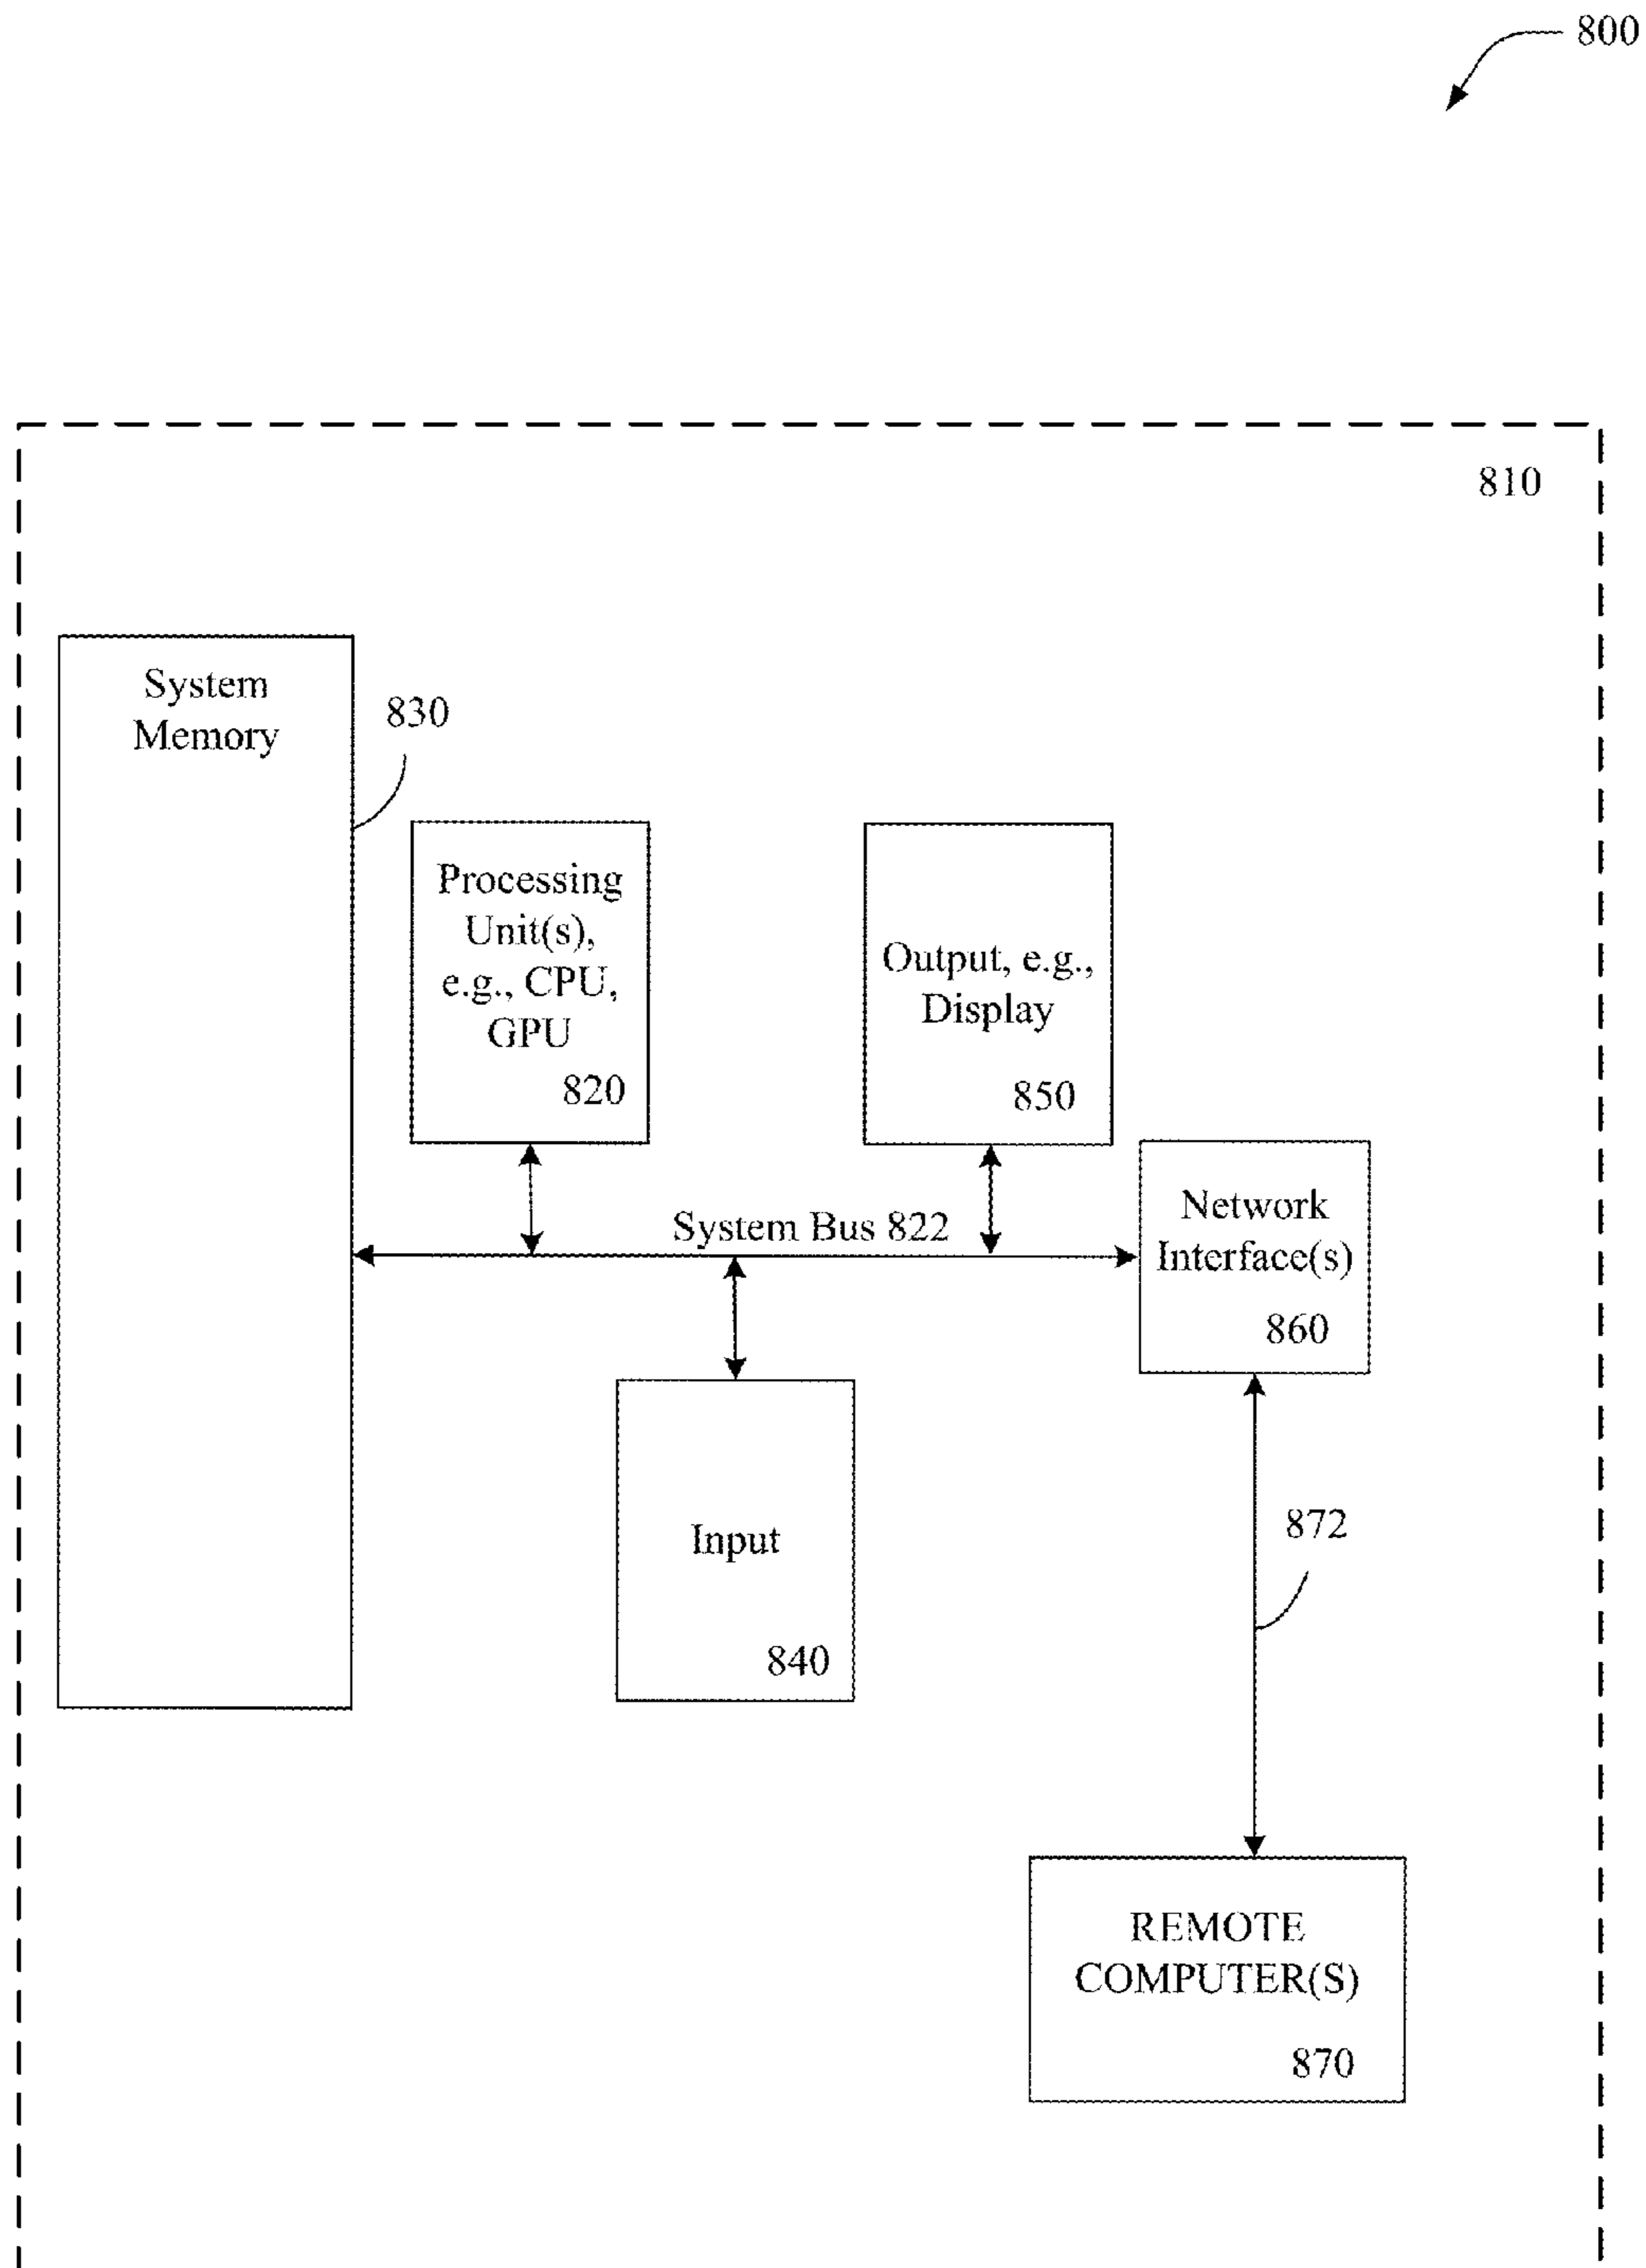 800
810
System
Memory
830
Processing
Unit(s),
e.g., CPU,
GPU
820
Output, e.g.,
Display
850
System Bus 822
Network
Interface(s)
860
Input
840
872
REMOTE
COMPUTER(S)
870